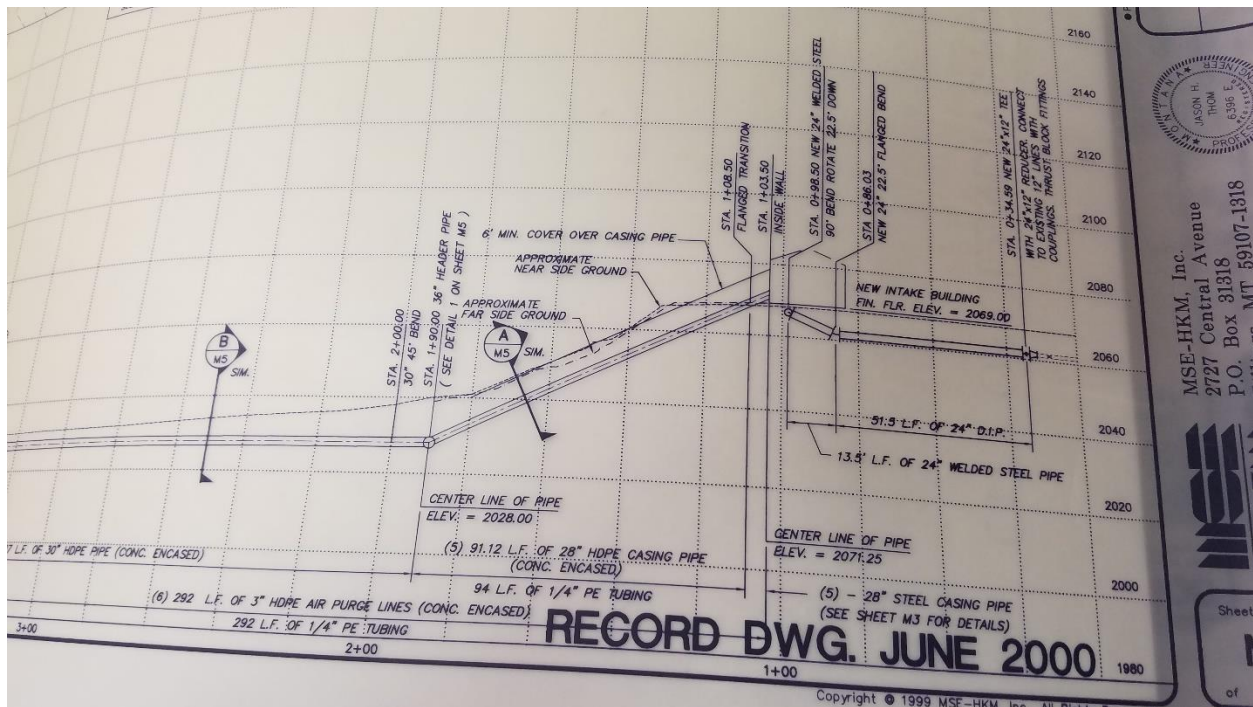 2160
2140
2120
2100
2080
2060
2040
2020
2000
1980
STA. 2+00.00
30" 45° BEND
STA. 1+90.00 36" HEADER PIPE
( SEE DETAIL 1 ON SHEET M5 )
B
M5
SIM.
A
M5
SIM.
6' MIN. COVER OVER CASING PIPE
APPROXIMATE
NEAR SIDE GROUND
APPROXIMATE
FAR SIDE GROUND
STA. 1+08.50
FLANGED TRANSITION
STA. 1+03.50
INSIDE WALL
STA. 0+98.50 NEW 24" WELDED STEEL
90° BEND ROTATE 22.5° DOWN
STA 0+86.03
NEW 24" 22.5° FLANGED BEND
STA. 0+34.59 NEW 24"x12" TEE
WITH 24"x12" REDUCER. CONNECT
TO EXISTING 12" LINES WITH
COUPLINGS. THRUST BLOCK FITTINGS
NEW INTAKE BUILDING
FIN. FLR. ELEV. = 2069.00
51.5 L.F. OF 24" D.I.P.
13.5' L.F. OF 24" WELDED STEEL PIPE
CENTER LINE OF PIPE
ELEV. = 2028.00
CENTER LINE OF PIPE
ELEV. = 2071.25
7 L.F. OF 30" HDPE PIPE (CONC. ENCASED)
(5) 91.12 L.F. OF 28" HDPE CASING PIPE
(CONC. ENCASED)
94 L.F. OF 1/4" PE TUBING
(5) - 28" STEEL CASING PIPE
(SEE SHEET M3 FOR DETAILS)
(6) 292 L.F. OF 3" HDPE AIR PURGE LINES (CONC. ENCASED)
292 L.F. OF 1/4" PE TUBING
RECORD DWG. JUNE 2000
3+00
2+00
1+00
Copyright © 1999 MSE-HKM, Inc. All
MONTANA
JASON H.
THOM
6396 E
MSE-HKM, Inc.
2727 Central Avenue
P.O. Box 31318
MT 59107-1318
Sheet
of